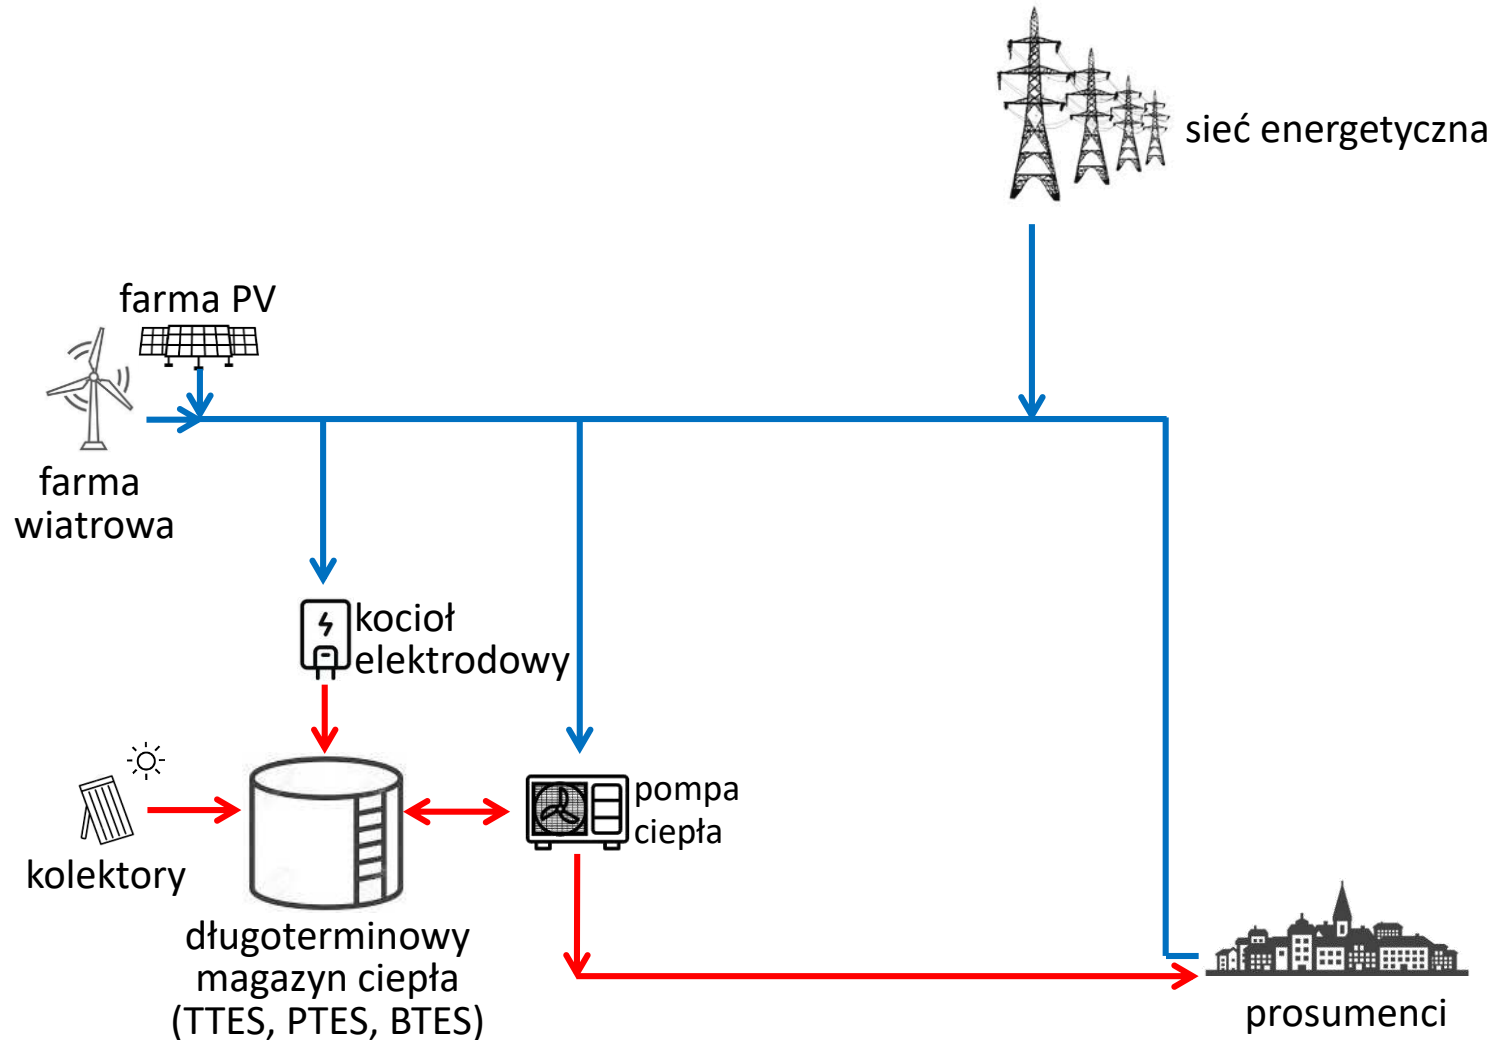 sieć energetyczna
farma PV
farma
wiatrowa
kocioł
elektrodowy
pompa
ciepła
kolektory
długoterminowy
magazyn ciepła
(TTES, PTES, BTES)
prosumenci